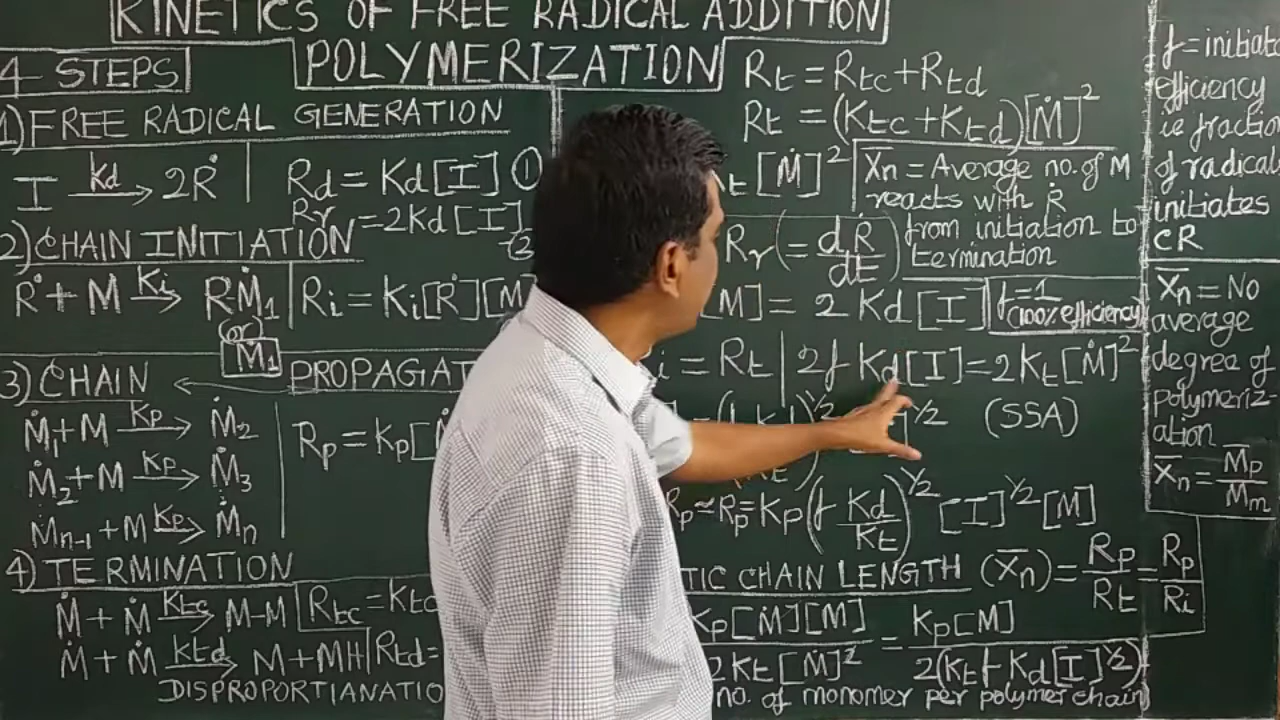 KINETICS OF FREE RADICAL ADDITION
POLYMERIZATION
4 STEPS
1) FREE RADICAL GENERATION
I —kd→ 2Ṙ
Rd = Kd[I] ①
Rr = 2Kd[I]
2) CHAIN INITIATION
Ṙ + M —Ki→ RṀ₁
(or)
Ṁ₁
Ri = Ki[Ṙ][M
3) CHAIN ← PROPAGAT
Ṁ₁ + M —Kp→ Ṁ₂
Ṁ₂ + M —Kp→ Ṁ₃
Ṁn-1 + M —Kp→ Ṁn
Rp = Kp[Ṁ
4) TERMINATION
Ṁ + Ṁ —Ktc→ M-M
Rtc = Ktc
Ṁ + Ṁ —Ktd→ M + MH
Rtd =
DISPROPORTIANATIO
Rt = Rtc + Rtd
Rt = (Ktc + Ktd)[Ṁ]²
[Ṁ]²
X̄n = Average no. of M
reacts with Ṙ
from initiation to
termination
Rr (= dṘ/dt)
M] = 2 Kd [I]
f = 1
(100% efficiency)
i = Rt | 2f Kd[I] = 2Kt[Ṁ]²
½ (SSA)
Rp ≈ Rp = Kp (f Kd/Kt)^½ [I]^½ [M]
TIC CHAIN LENGTH (X̄n) = Rp/Rt = Rp/Ri
Kp[Ṁ][M]/2Kt[Ṁ]² = Kp[M]/2(Kt f Kd[I]^½)
no. of monomer per polymer chain)
f = initiato
efficiency
ie fraction
of radical
initiates
CR
X̄n = No
average
degree of
polymeriz-
ation
X̄n = M̄p/M̄m